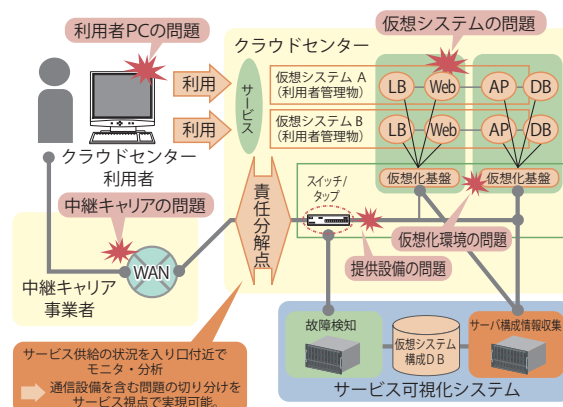 利用者PCの問題
仮想システムの問題
クラウドセンター
利用
利用
サービス
仮想システム A
(利用者管理物)
LB
Web
AP
DB
仮想システム B
(利用者管理物)
LB
Web
AP
DB
クラウドセンター
利用者
仮想化基盤
仮想化基盤
スイッチ/
タップ
責任分解点
中継キャリアの問題
仮想化環境の問題
提供設備の問題
WAN
中継キャリア
事業者
故障検知
仮想システム
構成DB
サーバ構成情報収集
サービス可視化システム
サービス供給の状況を入り口付近で
モニタ・分析
通信設備を含む問題の切り分けを
サービス視点で実現可能。